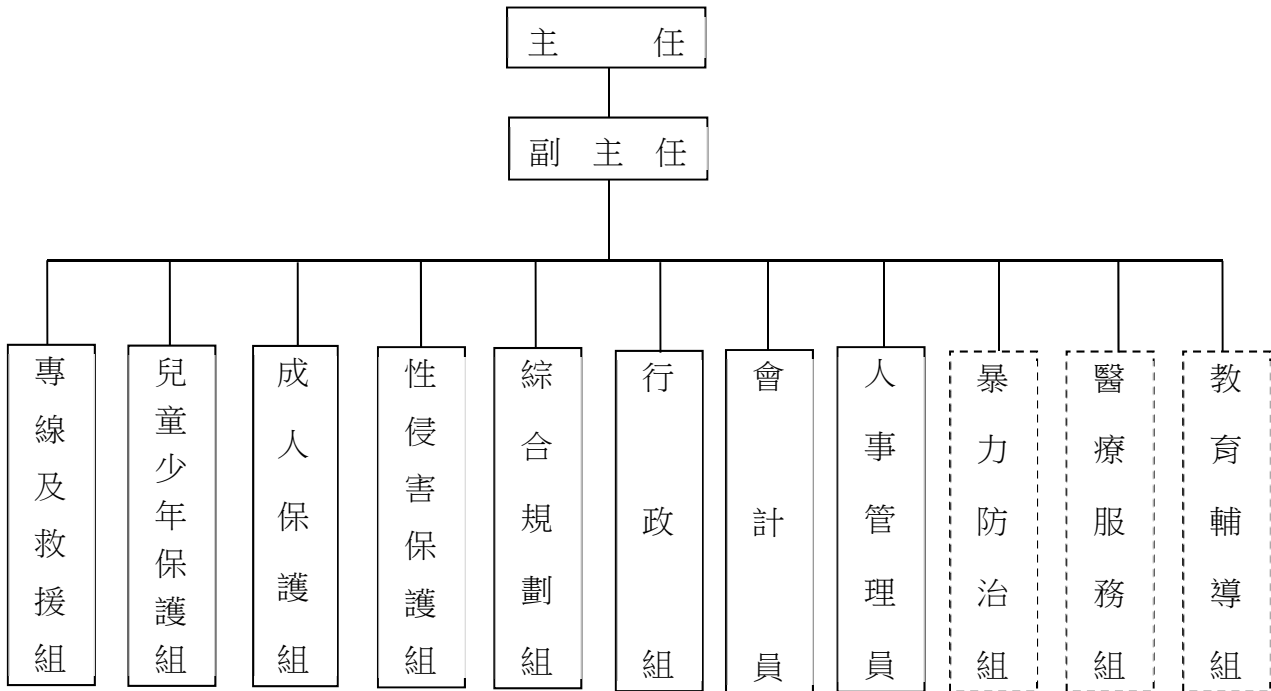 主任
副主任
專線及救援組
兒童少年保護組
成人保護組
性侵害保護組
綜合規劃組
行政組
會計員
人事管理員
暴力防治組
醫療服務組
教育輔導組